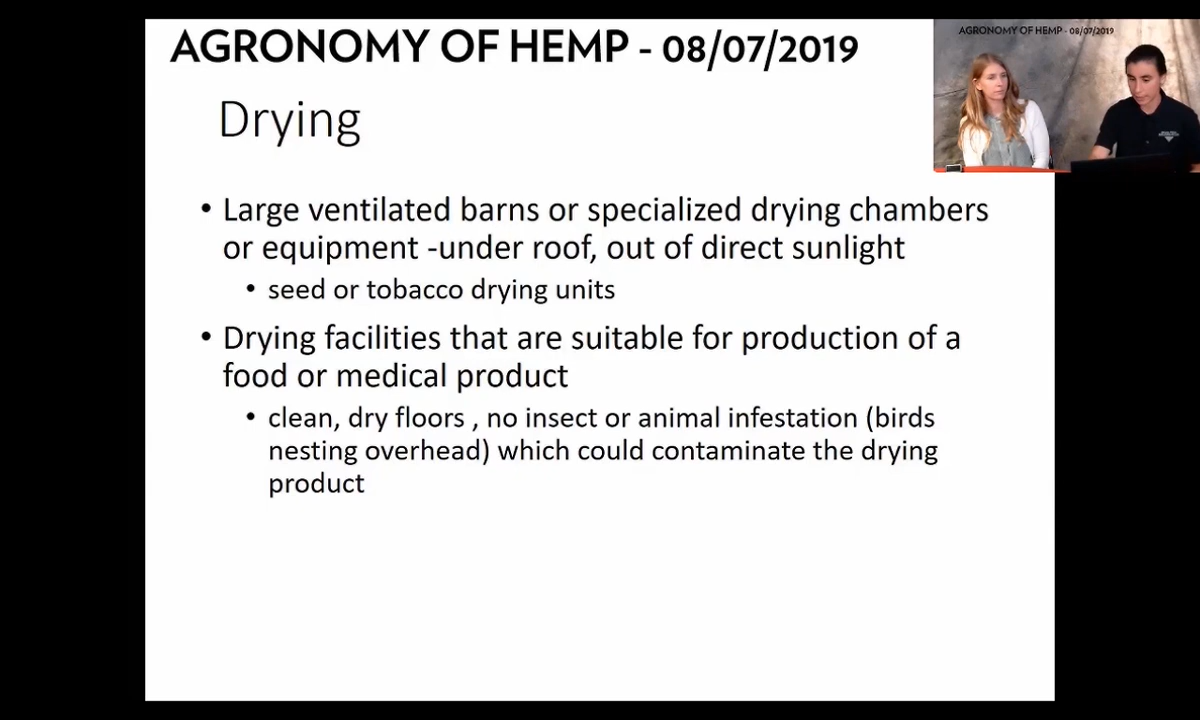 AGRONOMY OF HEMP - 08/07/2019
AGRONOMY OF HEMP - 08/07/2019
Drying
• Large ventilated barns or specialized drying chambers
or equipment -under roof, out of direct sunlight
• seed or tobacco drying units
• Drying facilities that are suitable for production of a
food or medical product
• clean, dry floors , no insect or animal infestation (birds
nesting overhead) which could contaminate the drying
product